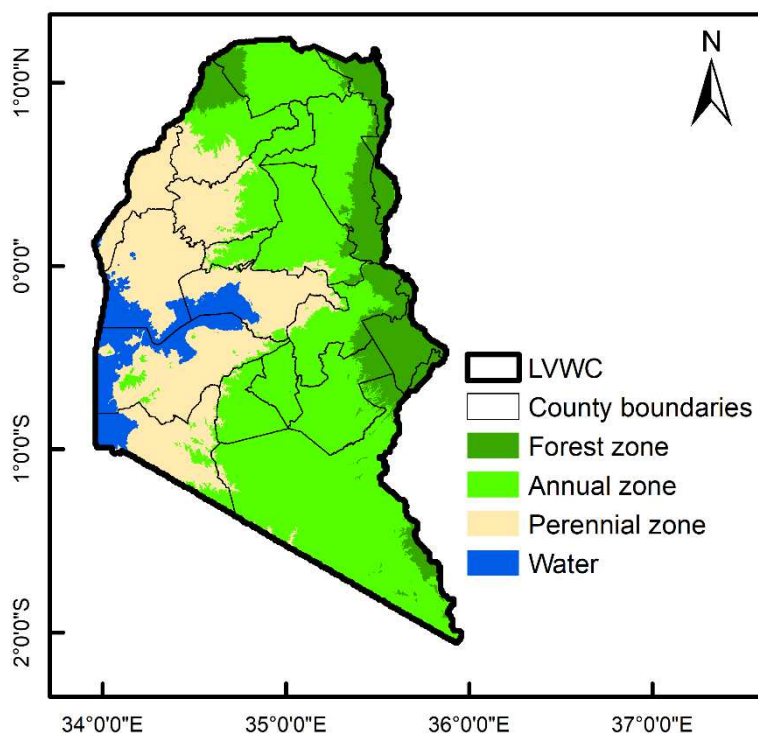 N
1°0'0"N
0°0'0"
1°0'0"S
2°0'0"S
LVWC
County boundaries
Forest zone
Annual zone
Perennial zone
Water
34°0'0"E
35°0'0"E
36°0'0"E
37°0'0"E